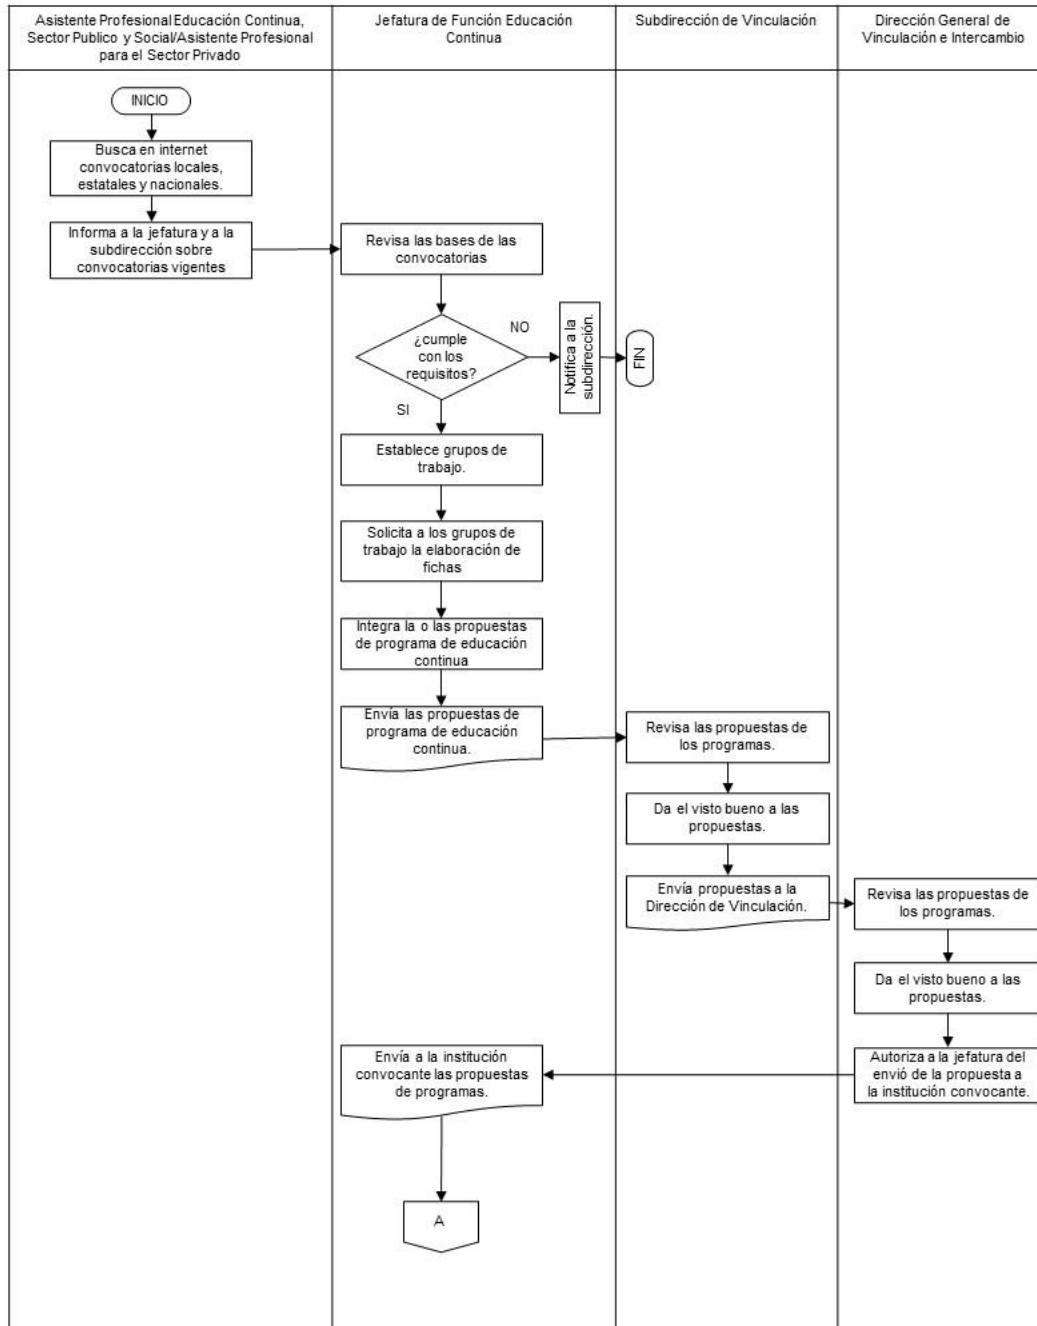 Asistente Profesional Educación Continua,
Sector Publico y Social/Asistente Profesional
para el Sector Privado
Jefatura de Función Educación
Continua
Subdirección de Vinculación
Dirección General de
Vinculación e Intercambio
INICIO
Busca en internet
convocatorias locales,
estatales y nacionales.
Informa a la jefatura y a la
subdirección sobre
convocatorias vigentes
Revisa las bases de las
convocatorias
¿cumple
con los
requisitos?
NO
Notifica a la
subdirección.
FIN
SI
Establece grupos de
trabajo.
Solicita a los grupos de
trabajo la elaboración de
fichas
Integra la o las propuestas
de programa de educación
continua
Envía las propuestas de
programa de educación
continua.
Revisa las propuestas de
los programas.
Da el visto bueno a las
propuestas.
Envía propuestas a la
Dirección de Vinculación.
Revisa las propuestas de
los programas.
Da el visto bueno a las
propuestas.
Autoriza a la jefatura del
envió de la propuesta a
la institución convocante.
Envía a la institución
convocante las propuestas
de programas.
A